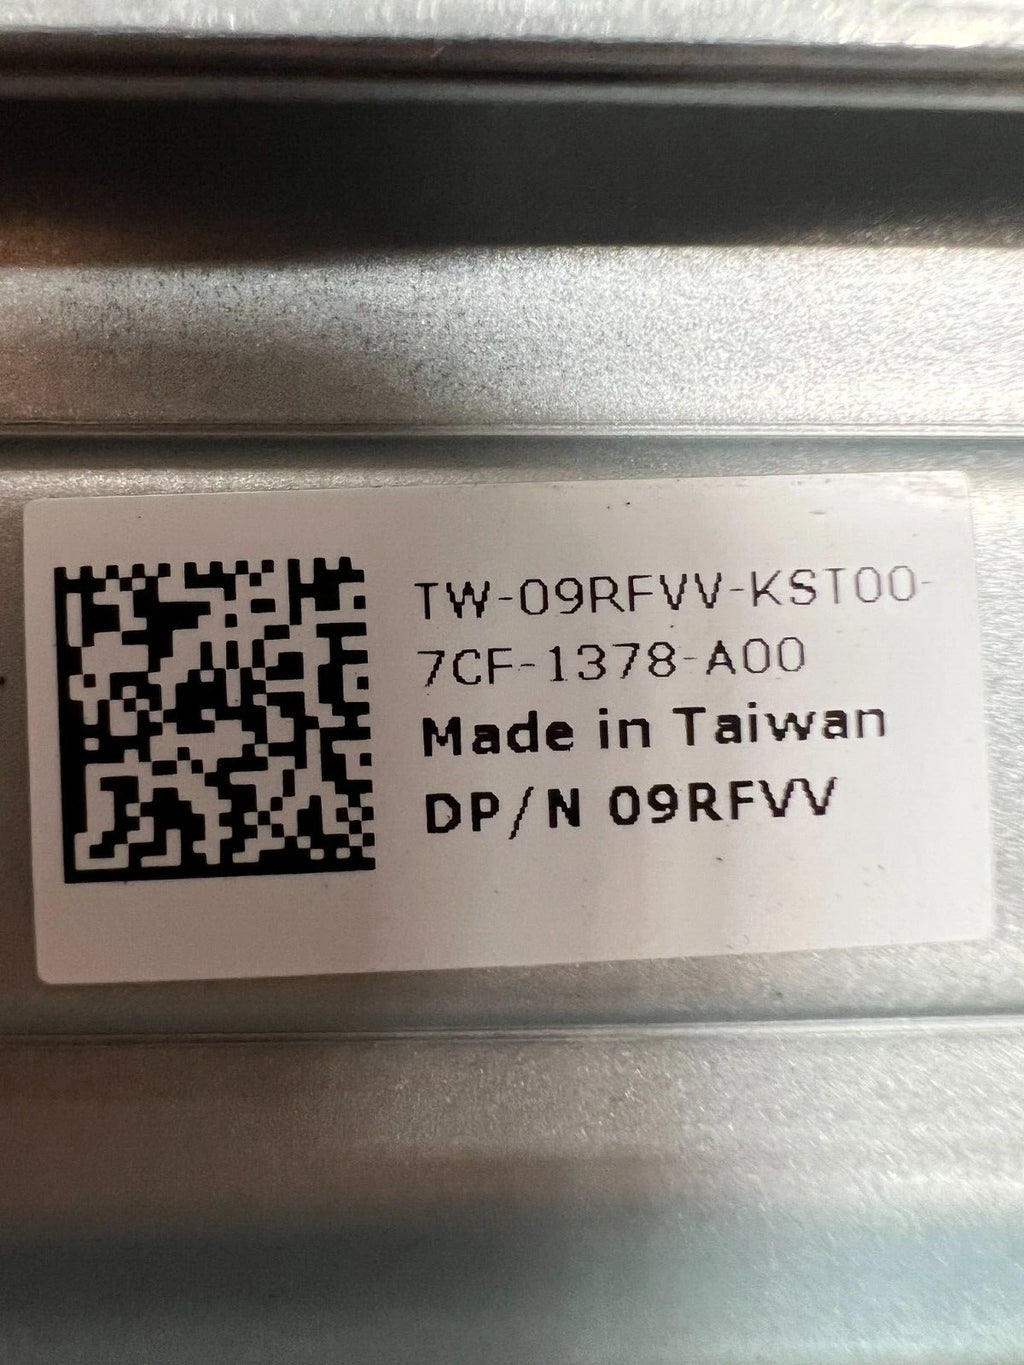 TW-09RFVV-KST00-
7CF-1378-A00
Made in Taiwan
DP/N 09RFVV